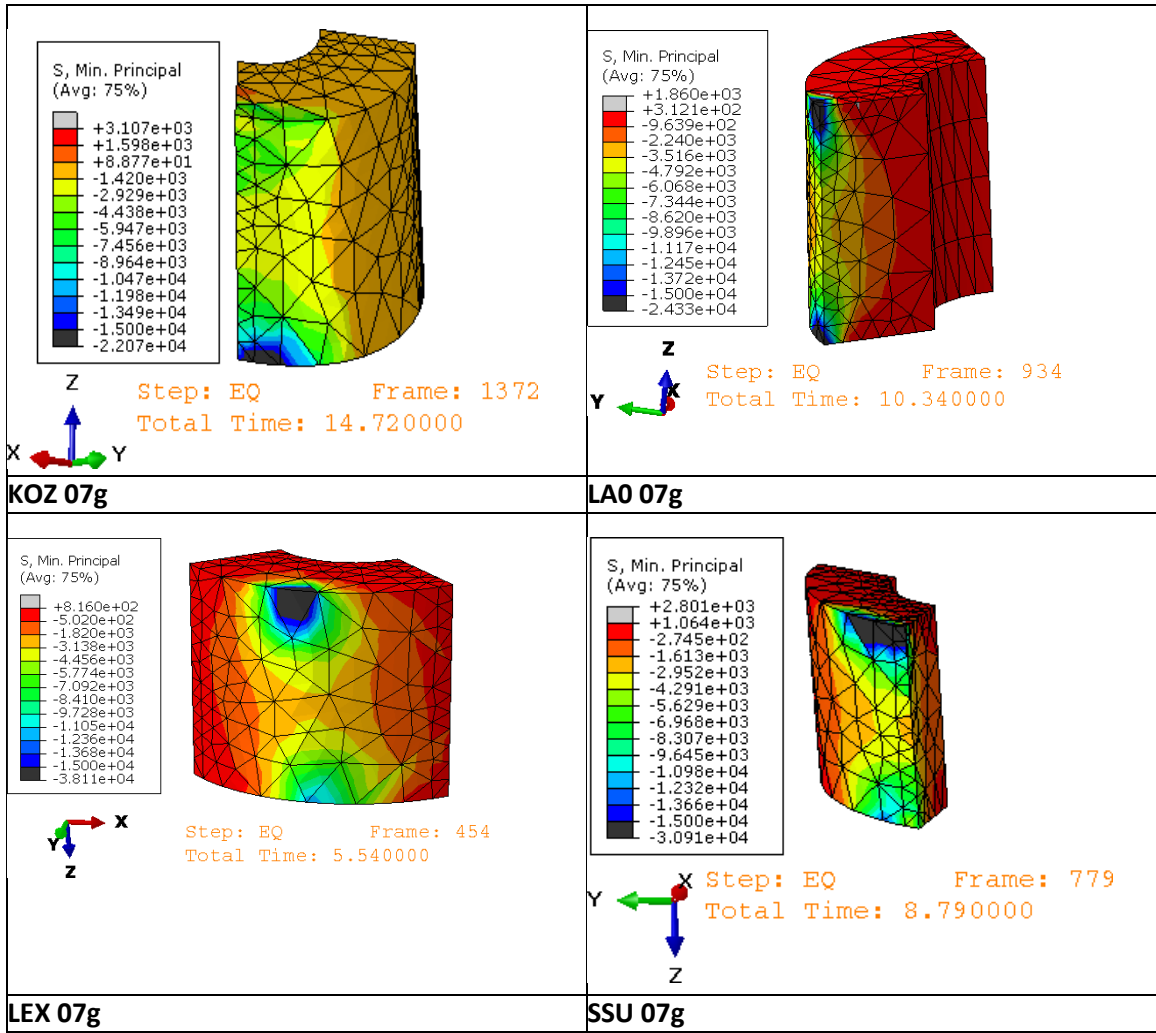 S, Min. Principal
(Avg: 75%)
+3.107e+03
+1.598e+03
+8.877e+01
-1.420e+03
-2.929e+03
-4.438e+03
-5.947e+03
-7.456e+03
-8.964e+03
-1.047e+04
-1.198e+04
-1.349e+04
-1.500e+04
-2.207e+04
Z
X
Y
Step: EQ Frame: 1372
Total Time: 14.720000
KOZ 07g
S, Min. Principal
(Avg: 75%)
+1.860e+03
+3.121e+02
-9.639e+02
-2.240e+03
-3.516e+03
-4.792e+03
-6.068e+03
-7.344e+03
-8.620e+03
-9.896e+03
-1.117e+04
-1.245e+04
-1.372e+04
-1.500e+04
-2.433e+04
Z
X
Y
Step: EQ Frame: 934
Total Time: 10.340000
LA0 07g
S, Min. Principal
(Avg: 75%)
+8.160e+02
-5.020e+02
-1.820e+03
-3.138e+03
-4.456e+03
-5.774e+03
-7.092e+03
-8.410e+03
-9.728e+03
-1.105e+04
-1.236e+04
-1.368e+04
-1.500e+04
-3.811e+04
X
Y
Z
Step: EQ Frame: 454
Total Time: 5.540000
LEX 07g
S, Min. Principal
(Avg: 75%)
+2.801e+03
+1.064e+03
-2.745e+02
-1.613e+03
-2.952e+03
-4.291e+03
-5.629e+03
-6.968e+03
-8.307e+03
-9.645e+03
-1.098e+04
-1.232e+04
-1.366e+04
-1.500e+04
-3.091e+04
X
Y
Z
Step: EQ Frame: 779
Total Time: 8.790000
SSU 07g